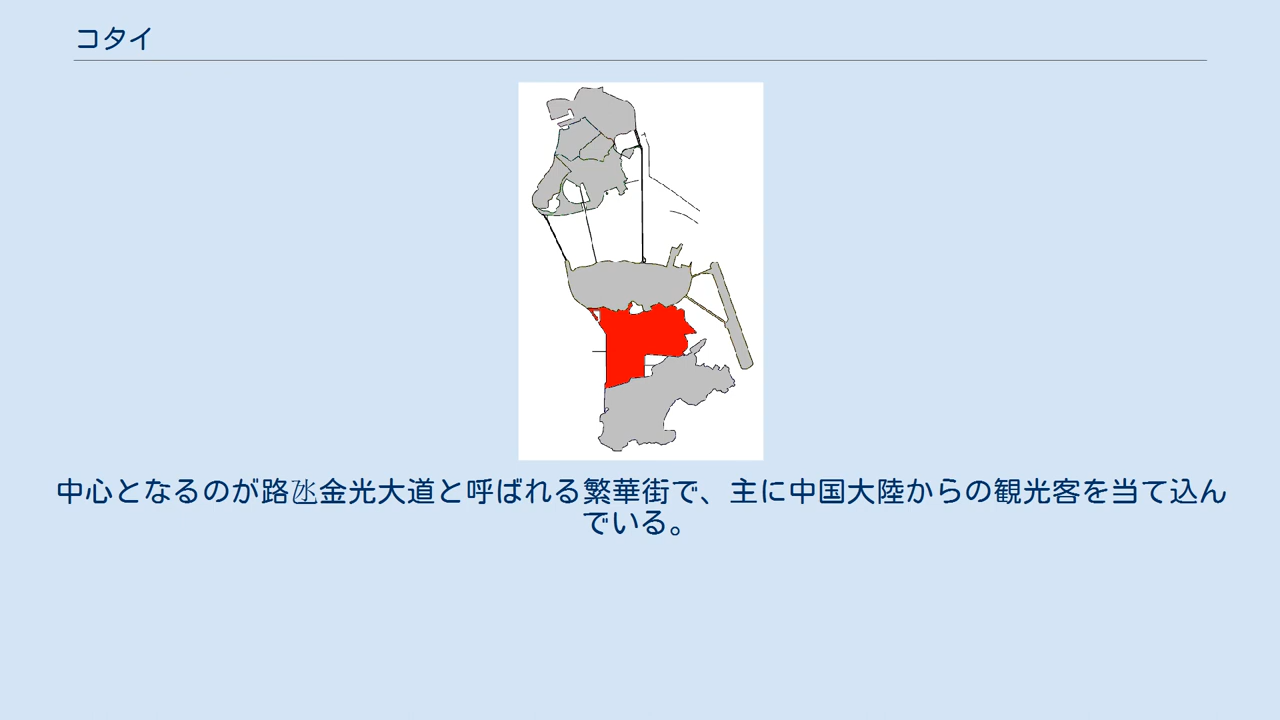 コタイ
中心となるのが路氹金光大道と呼ばれる繁華街で、主に中国大陸からの観光客を当て込ん
でいる。